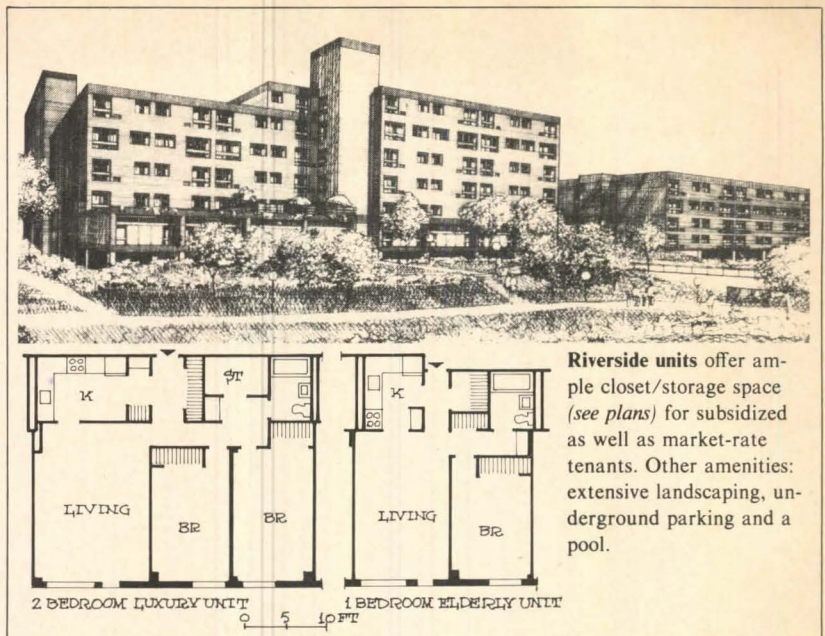 Riverside units offer am-
ple closet/storage space
(see plans) for subsidized
as well as market-rate
tenants. Other amenities:
extensive landscaping, un-
derground parking and a
pool.
K
ST
LIVING
BR
BR
2 BEDROOM LUXURY UNIT
K
LIVING
BR
1 BEDROOM ELDERLY UNIT
0 5 10 FT